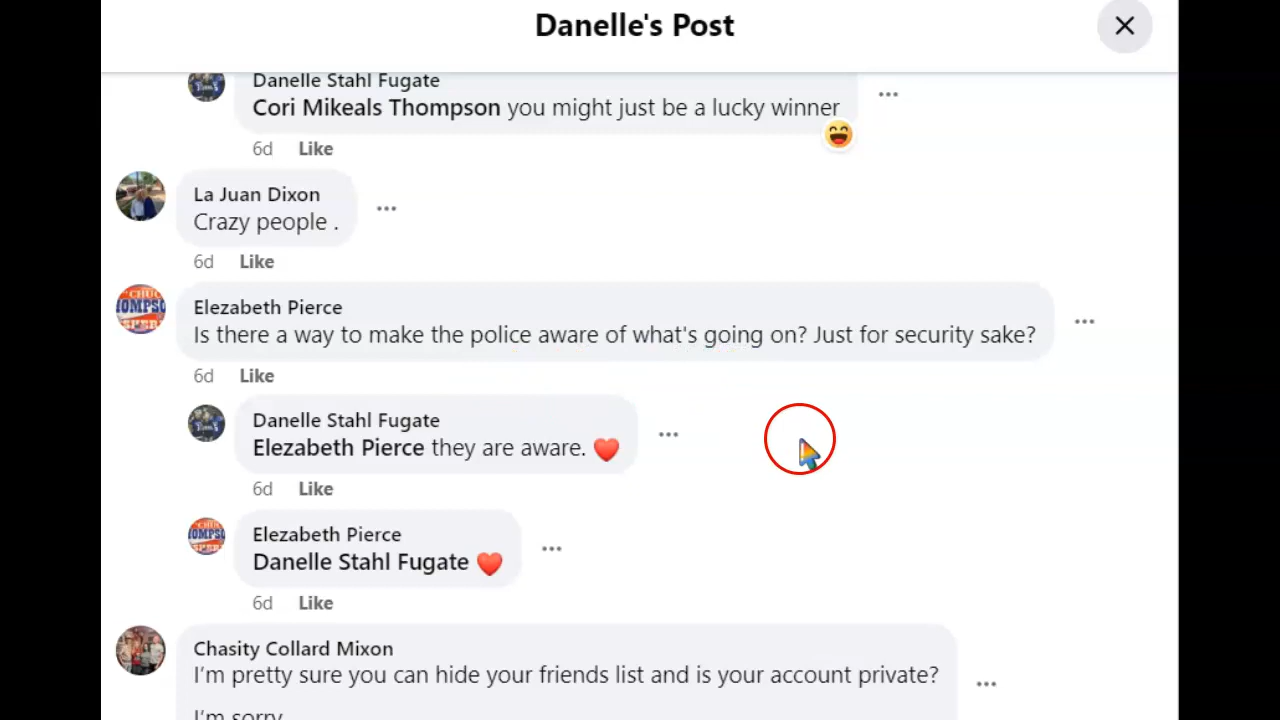 Danelle's Post
Danelle Stahl Fugate
Cori Mikeals Thompson you might just be a lucky winner
6d Like
La Juan Dixon
Crazy people .
6d Like
Elezabeth Pierce
Is there a way to make the police aware of what's going on? Just for security sake?
6d Like
Danelle Stahl Fugate
Elezabeth Pierce they are aware. ❤️
6d Like
Elezabeth Pierce
Danelle Stahl Fugate ❤️
6d Like
Chasity Collard Mixon
I'm pretty sure you can hide your friends list and is your account private?
I'm sorry